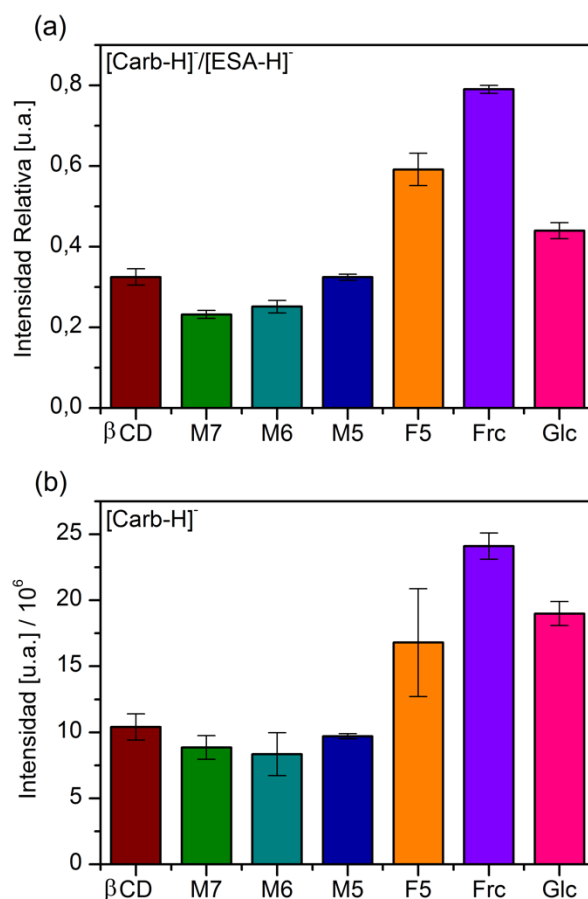 (a)
[Carb-H]⁻/[ESA-H]⁻
Intensidad Relativa [u.a.]
0,8
0,6
0,4
0,2
0,0
βCD M7 M6 M5 F5 Frc Glc
(b)
[Carb-H]⁻
Intensidad [u.a.] / 10⁶
25
20
15
10
5
0
βCD M7 M6 M5 F5 Frc Glc